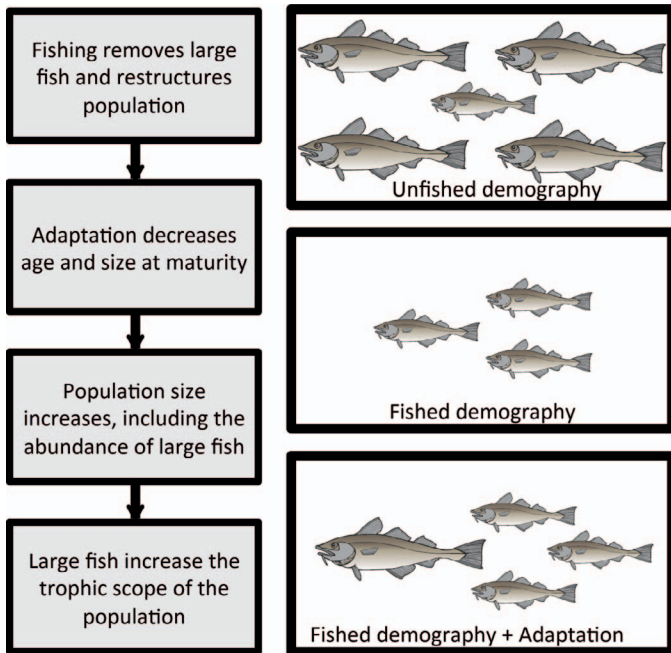 Fishing removes large
fish and restructures
population
Adaptation decreases
age and size at maturity
Population size
increases, including the
abundance of large fish
Large fish increase the
trophic scope of the
population
Unfished demography
Fished demography
Fished demography + Adaptation